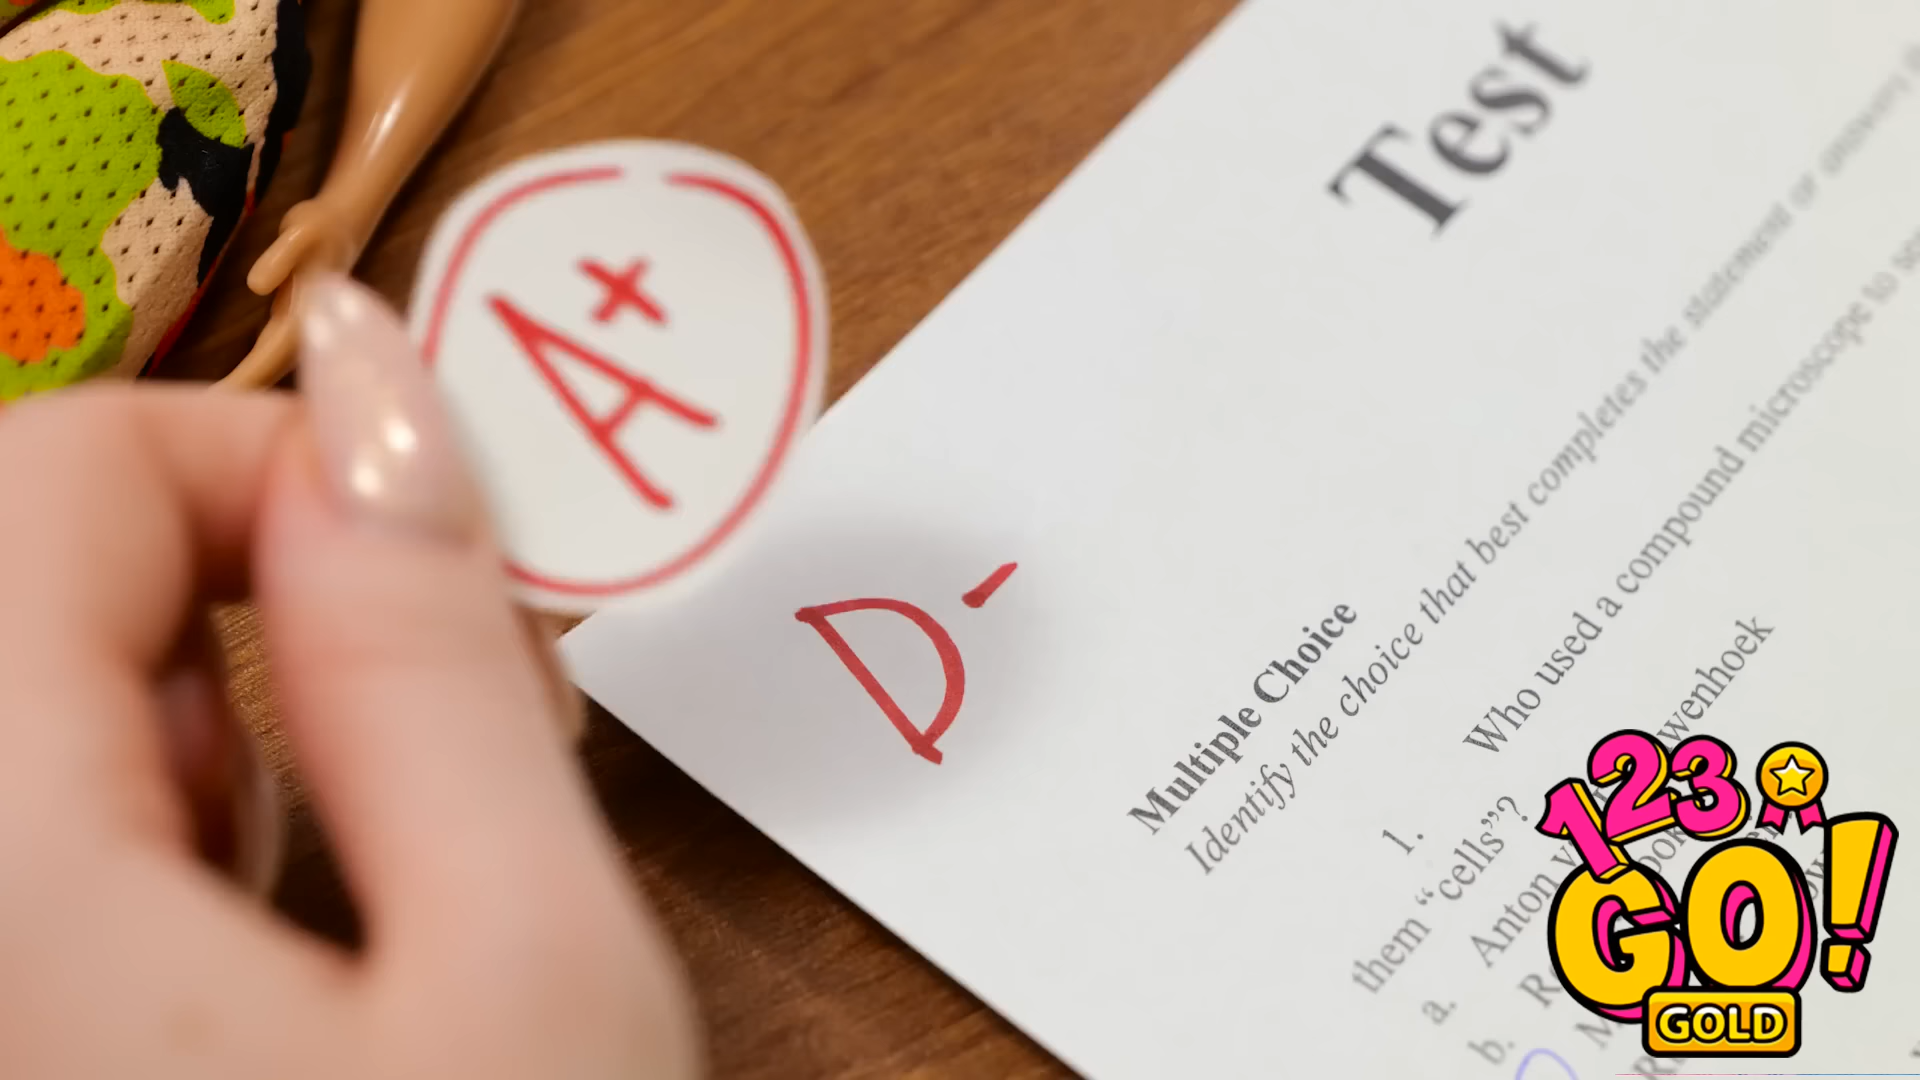 Test
A+
D-
Multiple Choice
Identify the choice that best completes the statement or answers
1.
Who used a compound microscope to
them “cells”?
a.
Anton
wenhoek
b.
123
GO!
GOLD